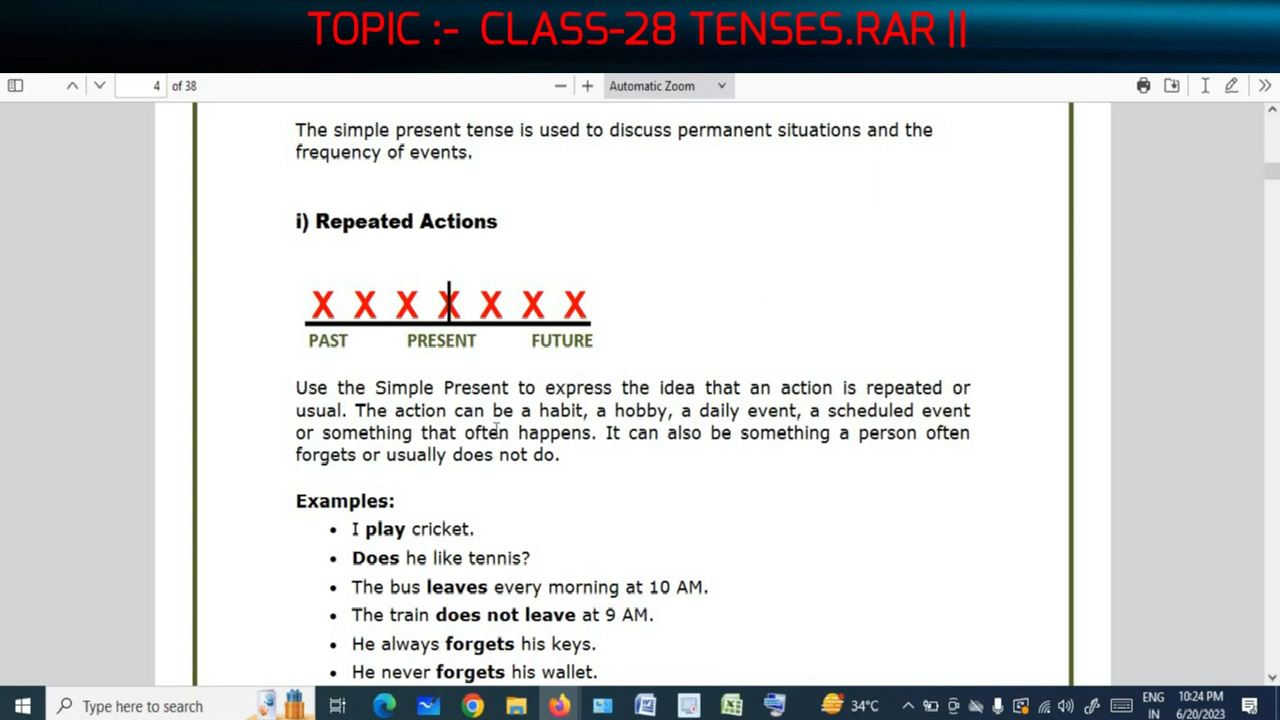 TOPIC :- CLASS-28 TENSES.RAR ||
4 of 38
Automatic Zoom
The simple present tense is used to discuss permanent situations and the
frequency of events.
i) Repeated Actions
X X X X X X X
PAST PRESENT FUTURE
Use the Simple Present to express the idea that an action is repeated or
usual. The action can be a habit, a hobby, a daily event, a scheduled event
or something that often happens. It can also be something a person often
forgets or usually does not do.
Examples:
• I play cricket.
• Does he like tennis?
• The bus leaves every morning at 10 AM.
• The train does not leave at 9 AM.
• He always forgets his keys.
• He never forgets his wallet.
Type here to search
34°C
ENG
IN
10:24 PM
6/20/2023